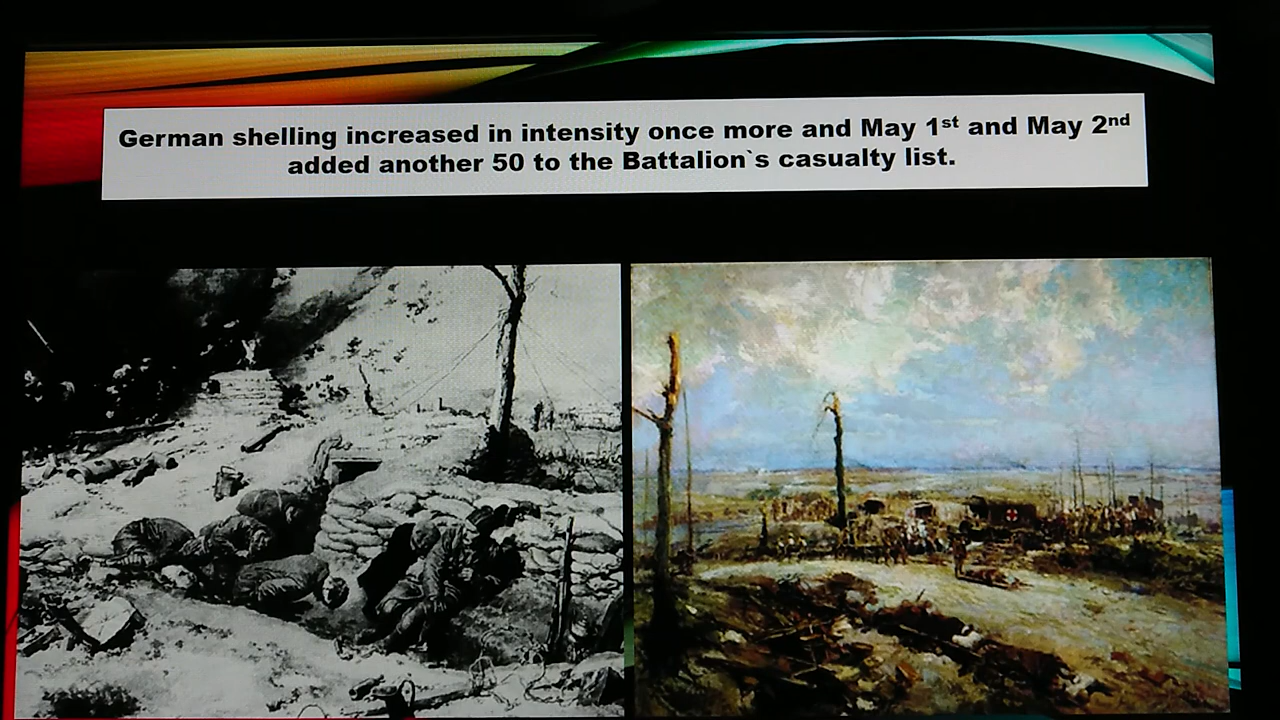 German shelling increased in intensity once more and May 1st and May 2nd
added another 50 to the Battalion`s casualty list.